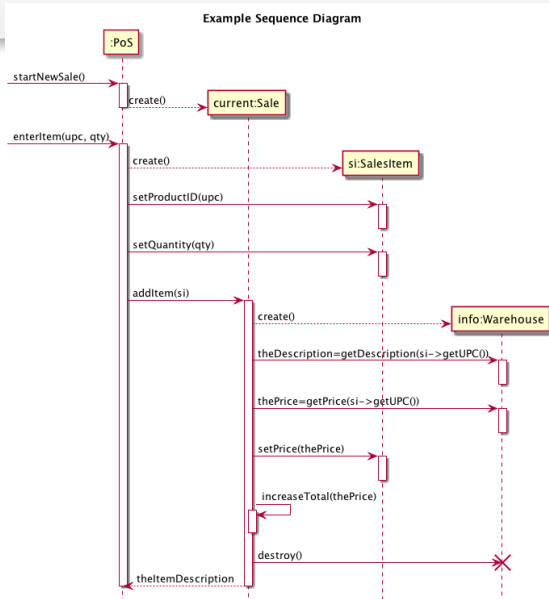 Example Sequence Diagram
:PoS
startNewSale()
create()
current:Sale
enterItem(upc, qty)
create()
si:SalesItem
setProductID(upc)
setQuantity(qty)
addItem(si)
create()
info:Warehouse
theDescription=getDescription(si->getUPC())
thePrice=getPrice(si->getUPC())
setPrice(thePrice)
increaseTotal(thePrice)
destroy()
theItemDescription